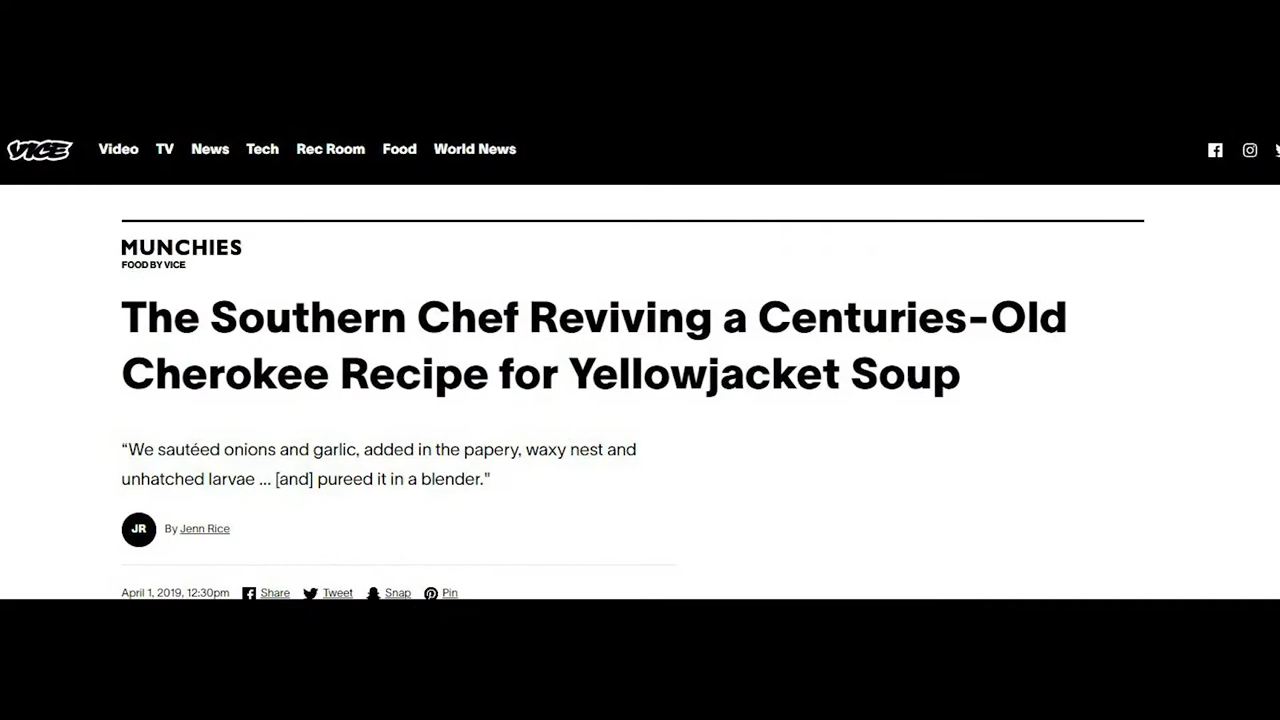 VICE Video TV News Tech Rec Room Food World News
MUNCHIES
FOOD BY VICE
The Southern Chef Reviving a Centuries-Old
Cherokee Recipe for Yellowjacket Soup
“We sautéed onions and garlic, added in the papery, waxy nest and
unhatched larvae ... [and] pureed it in a blender."
JR By Jenn Rice
April 1, 2019, 12:30pm Share Tweet Snap Pin